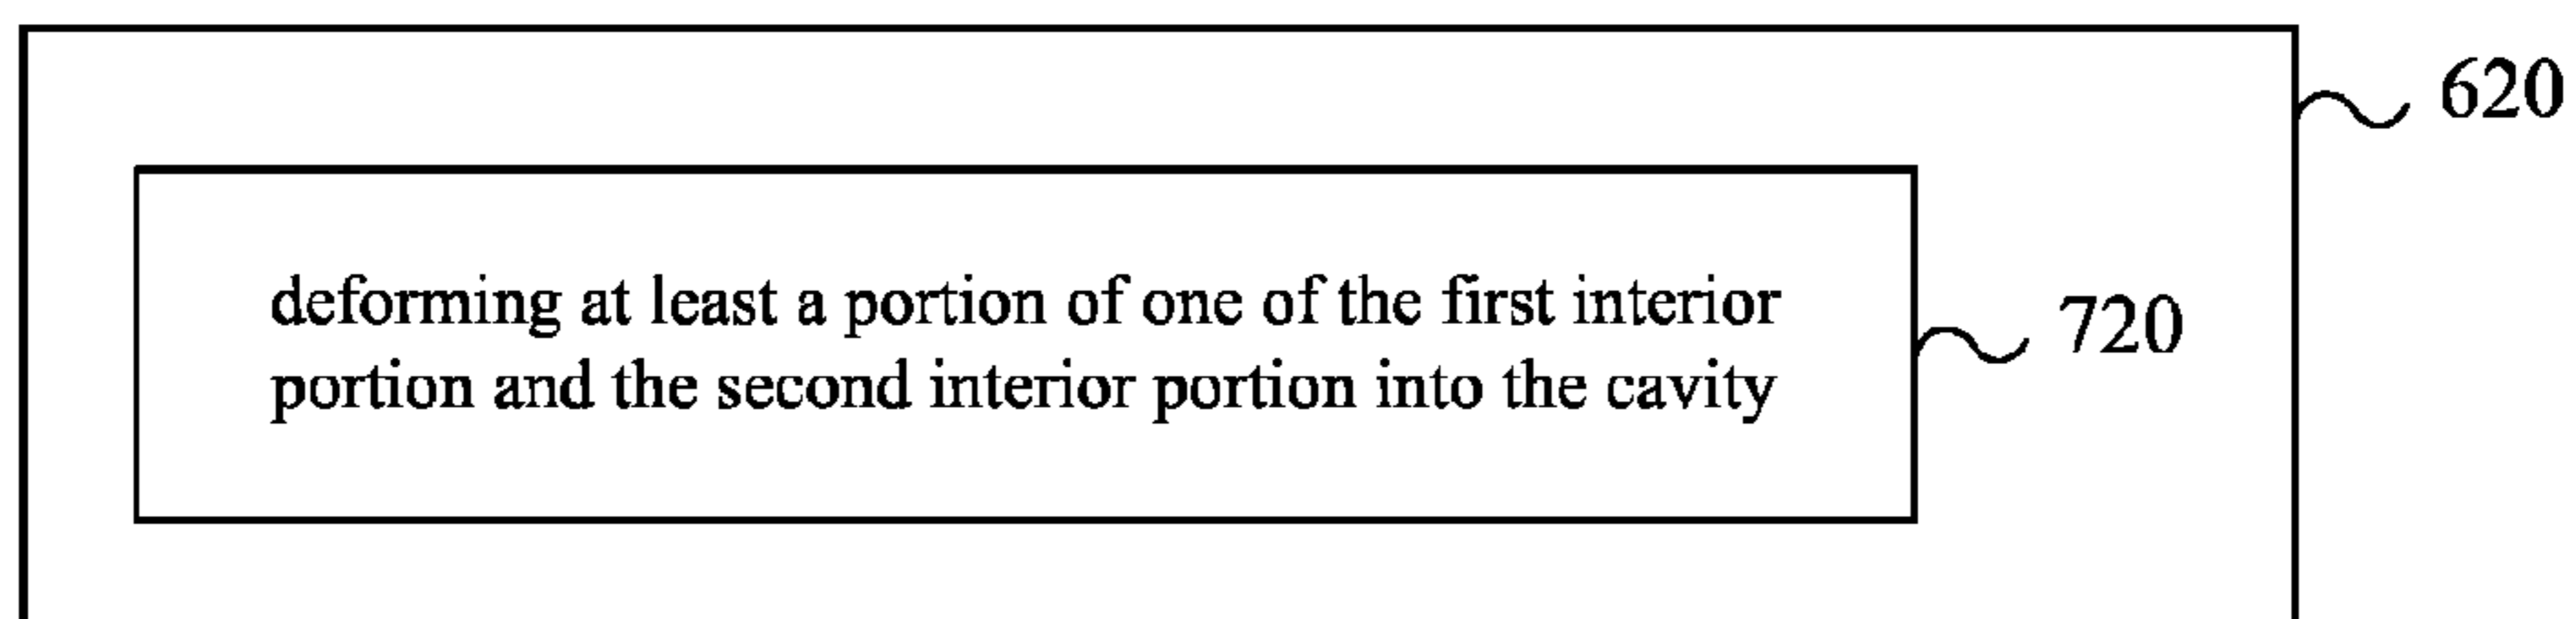 620
deforming at least a portion of one of the first interior
portion and the second interior portion into the cavity
720